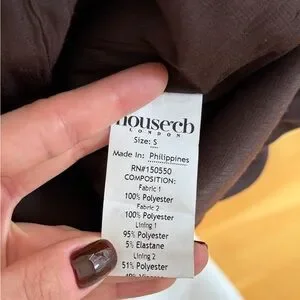 housecb
LONDON
Size: S
Made In: Philippines
RN#150550
COMPOSITION:
Fabric 1
100% Polyester
Fabric 2
100% Polyester
Lining 1
95% Polyester
5% Elastane
Lining 2
51% Polyester